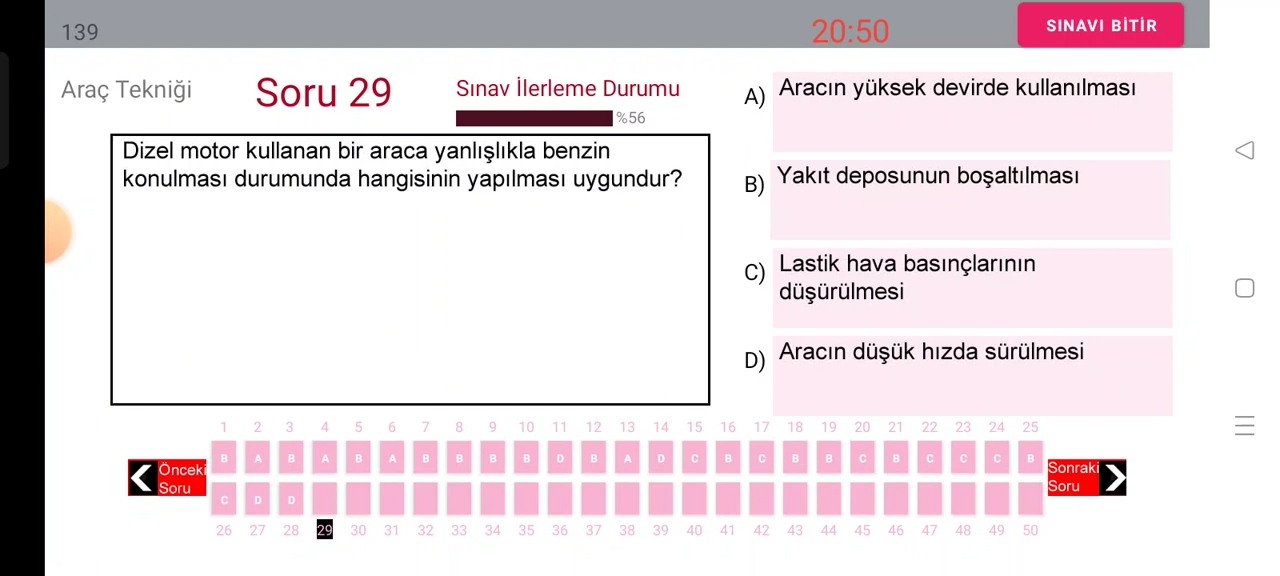 139
20:50
SINAVI BİTİR
Araç Tekniği
Soru 29
Sınav İlerleme Durumu
%56
Dizel motor kullanan bir araca yanlışlıkla benzin
konulması durumunda hangisinin yapılması uygundur?
A) Aracın yüksek devirde kullanılması
B) Yakıt deposunun boşaltılması
C) Lastik hava basınçlarının
düşürülmesi
D) Aracın düşük hızda sürülmesi
1 2 3 4 5 6 7 8 9 10 11 12 13 14 15 16 17 18 19 20 21 22 23 24 25
B A B A B A B B B B D B A D C B C B B C B C C C B
Önceki
Soru
Sonraki
Soru
C D D
26 27 28 29 30 31 32 33 34 35 36 37 38 39 40 41 42 43 44 45 46 47 48 49 50